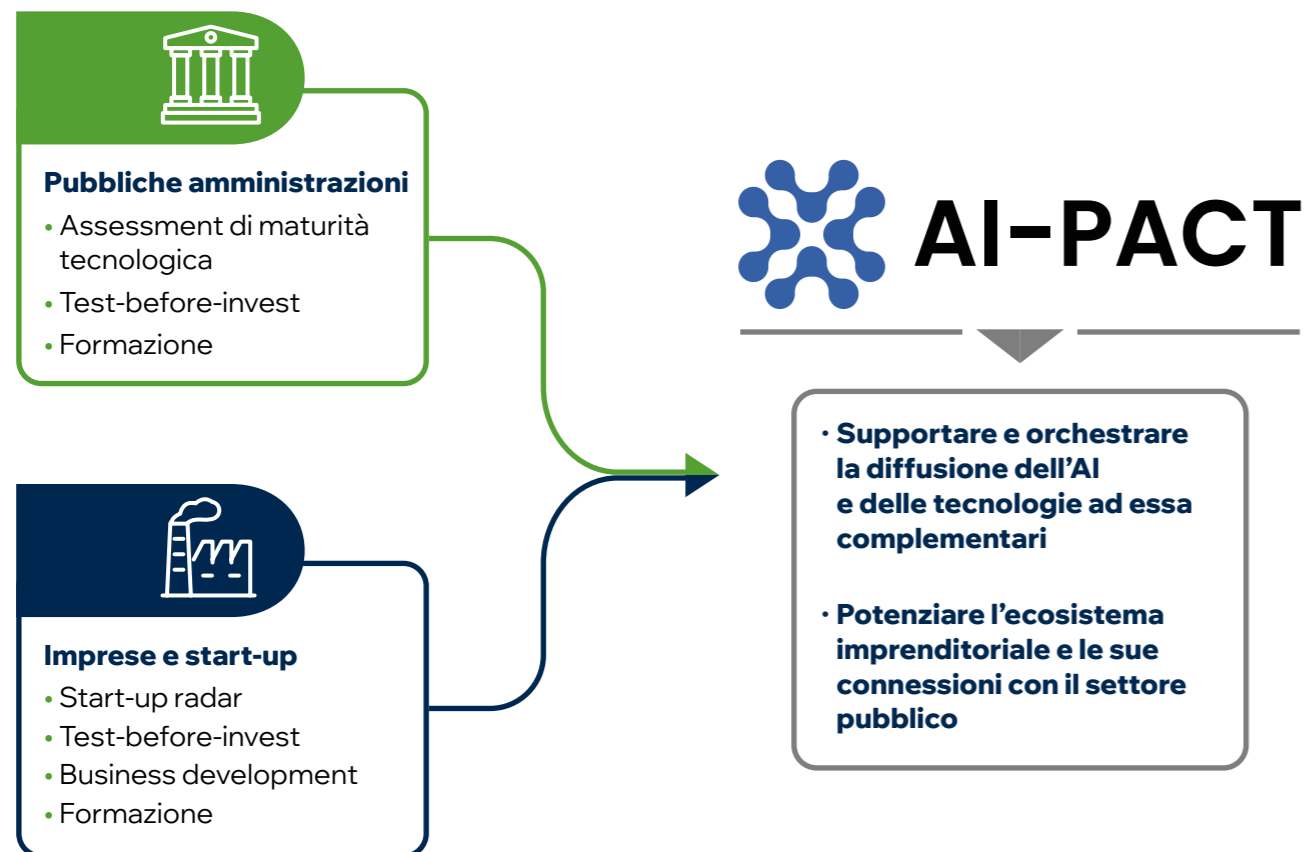 Pubbliche amministrazioni
• Assessment di maturità
tecnologica
• Test-before-invest
• Formazione
Imprese e start-up
• Start-up radar
• Test-before-invest
• Business development
• Formazione
AI-PACT
· Supportare e orchestrare
la diffusione dell’AI
e delle tecnologie ad essa
complementari
· Potenziare l’ecosistema
imprenditoriale e le sue
connessioni con il settore
pubblico